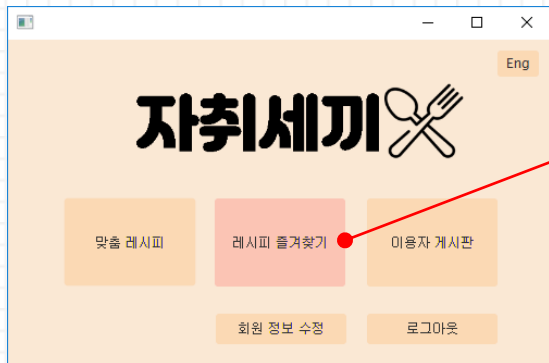 Eng
자취세끼
맞춤 레시피
레시피 즐겨찾기
이용자 게시판
회원 정보 수정
로그아웃